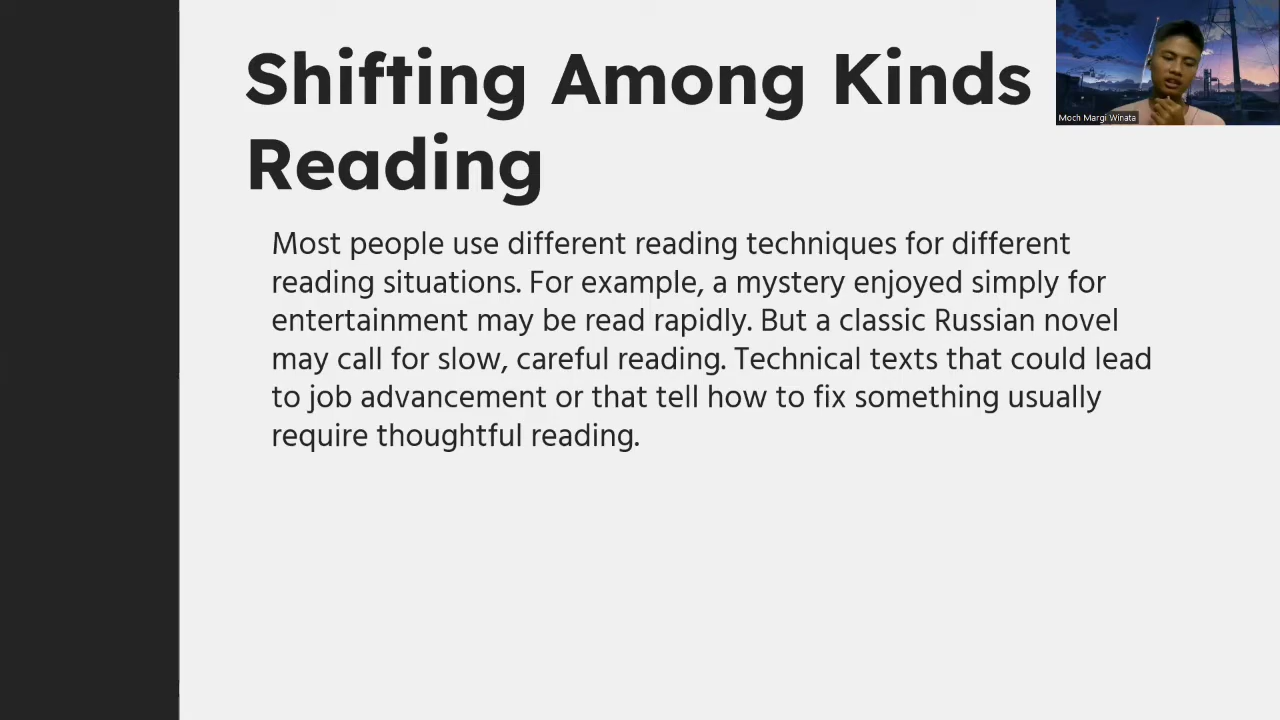 Shifting Among Kinds
Reading
Moch Margi Winata
Most people use different reading techniques for different
reading situations. For example, a mystery enjoyed simply for
entertainment may be read rapidly. But a classic Russian novel
may call for slow, careful reading. Technical texts that could lead
to job advancement or that tell how to fix something usually
require thoughtful reading.